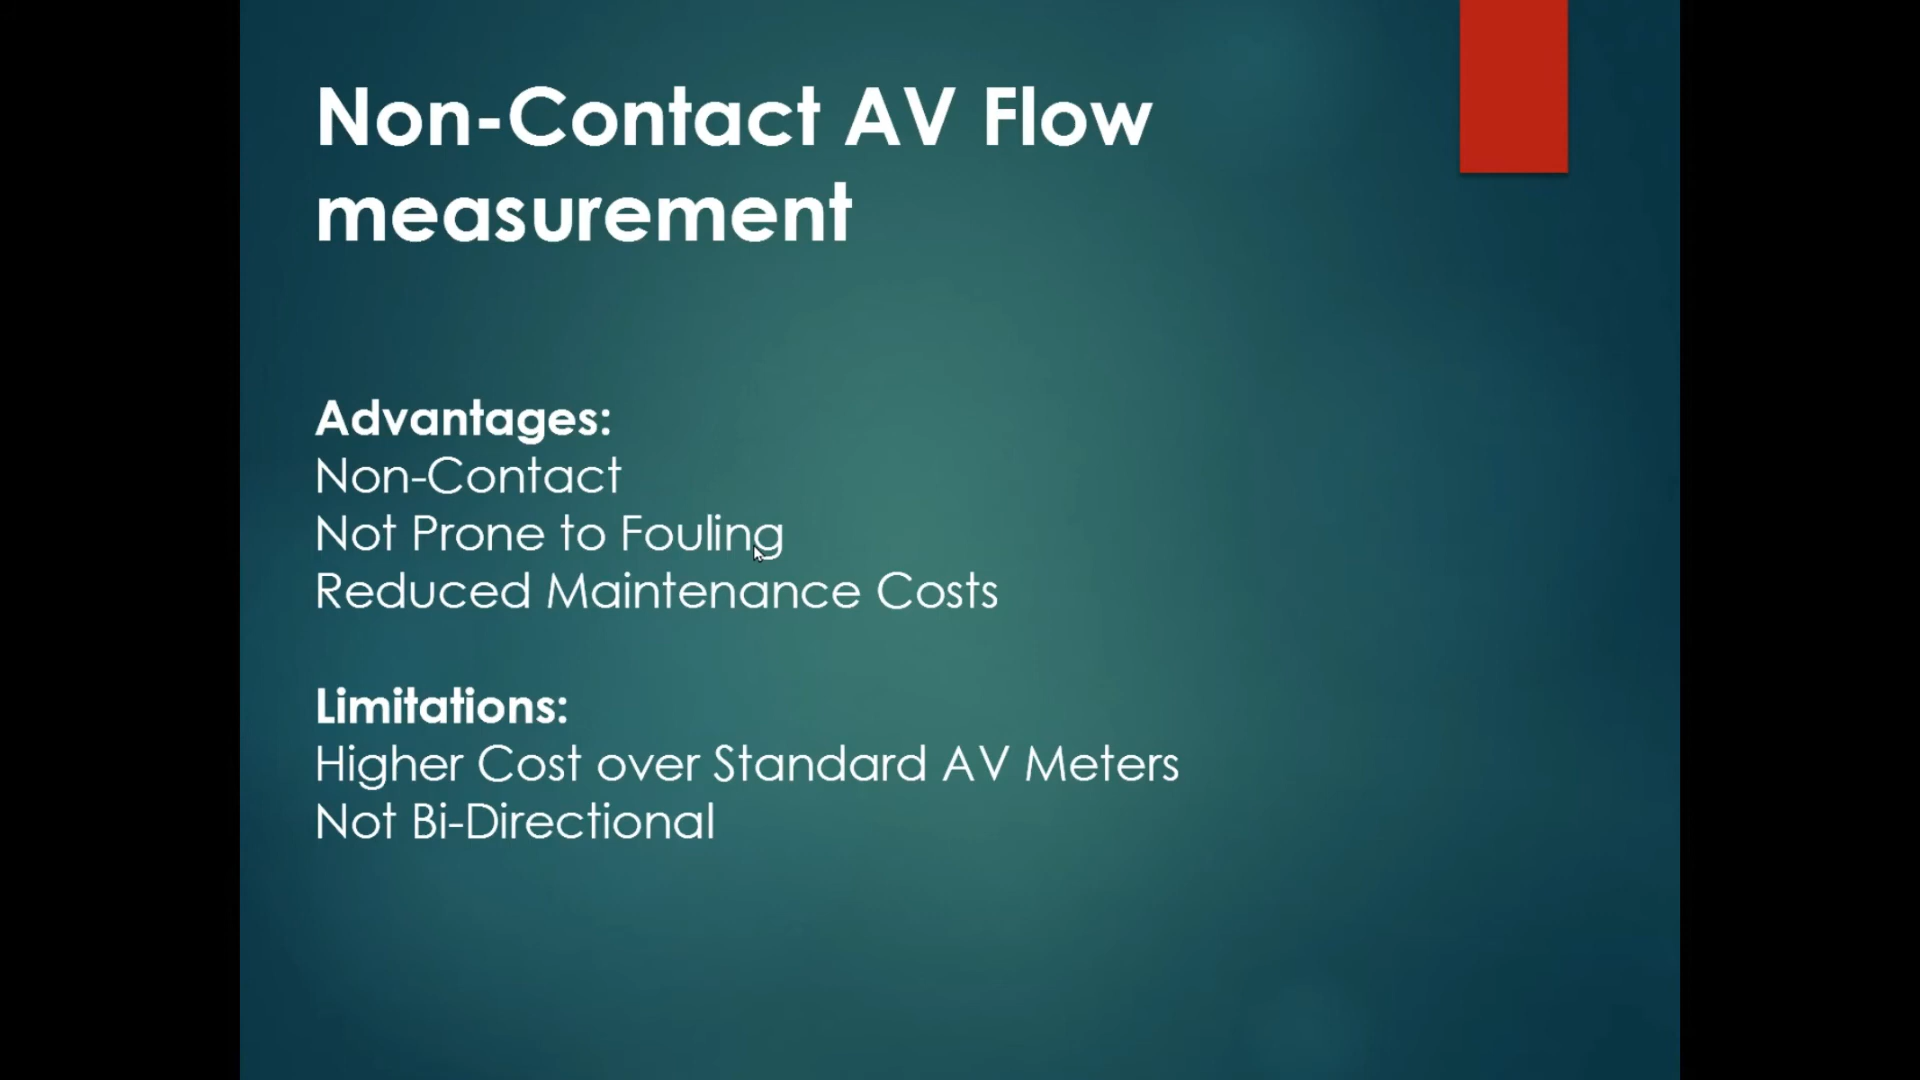 Non-Contact AV Flow
measurement
Advantages:
Non-Contact
Not Prone to Fouling
Reduced Maintenance Costs
Limitations:
Higher Cost over Standard AV Meters
Not Bi-Directional